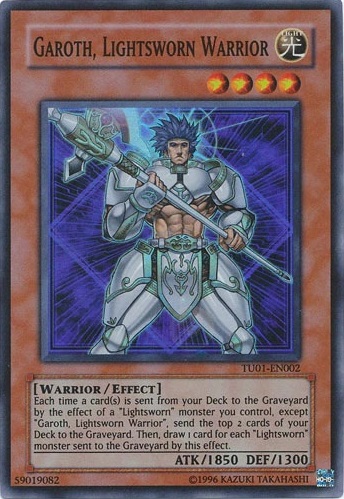 GAROTH, LIGHTSWORN WARRIOR
LIGHT
光
TU01-EN002
[WARRIOR / EFFECT]
Each time a card(s) is sent from your Deck to the Graveyard
by the effect of a "Lightsworn" monster you control, except
"Garoth, Lightsworn Warrior", send the top 2 cards of
your Deck to the Graveyard. Then, draw 1 card for each "Lightsworn"
monster sent to the Graveyard by this effect.
ATK/1850 DEF/1300
59019082
©1996 KAZUKI TAKAHASHI